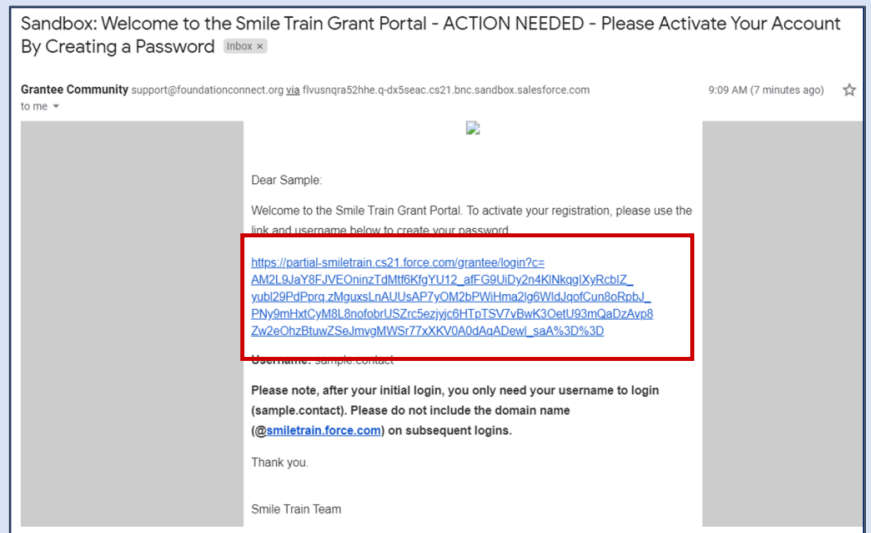 Sandbox: Welcome to the Smile Train Grant Portal - ACTION NEEDED - Please Activate Your Account
By Creating a Password Inbox ×
Grantee Community support@foundationconnect.org via flvusnqra52hhe.q-dx5seac.cs21.bnc.sandbox.salesforce.com 9:09 AM (7 minutes ago)
to me
Dear Sample:
Welcome to the Smile Train Grant Portal. To activate your registration, please use the
link and username below to create your password
https://partial-smiletrain.cs21.force.com/grantee/login?c=
AM2L9JaY8FJVEOninzTdMtf6KfgYU12_afFG9UiDy2n4KlNkqgIXyRcbIZ_
yubl29PdPprq.zMguxsLnAUUsAP7yOM2bPWiHma2lg6WIdJqofCun8oRpbJ_
PNy9mHxtCyM8L8nofobrUSZrc5ezjyjc6HTpTSV7vBwK3OetU93mQaDzAvp8
Zw2eOhzBtuwZSeJmvgMWSr77xXKV0A0dAqADewl_saA%3D%3D
Username: sample.contact
Please note, after your initial login, you only need your username to login
(sample.contact). Please do not include the domain name
(@smiletrain.force.com) on subsequent logins.
Thank you.
Smile Train Team